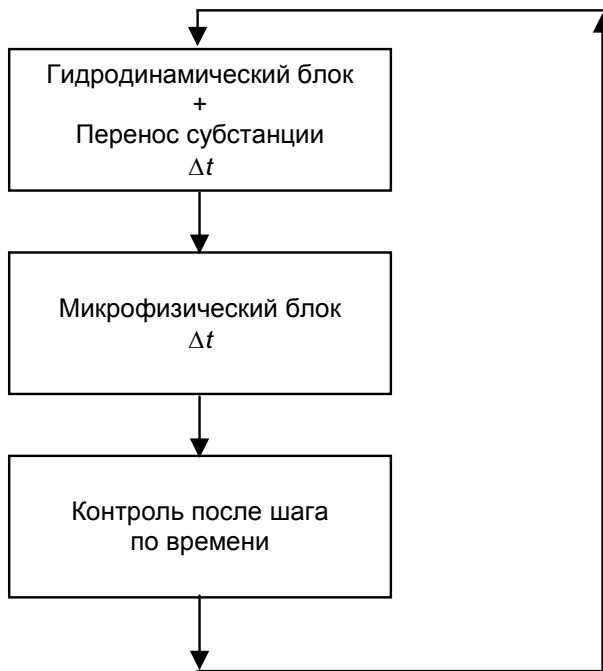 Гидродинамический блок
+
Перенос субстанции
Δt
Микрофизический блок
Δt
Контроль после шага
по времени